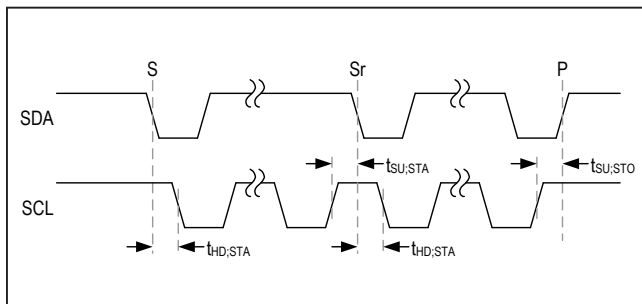 S Sr P
SDA
tSU;STA tSU;STO
SCL
tHD;STA tHD;STA